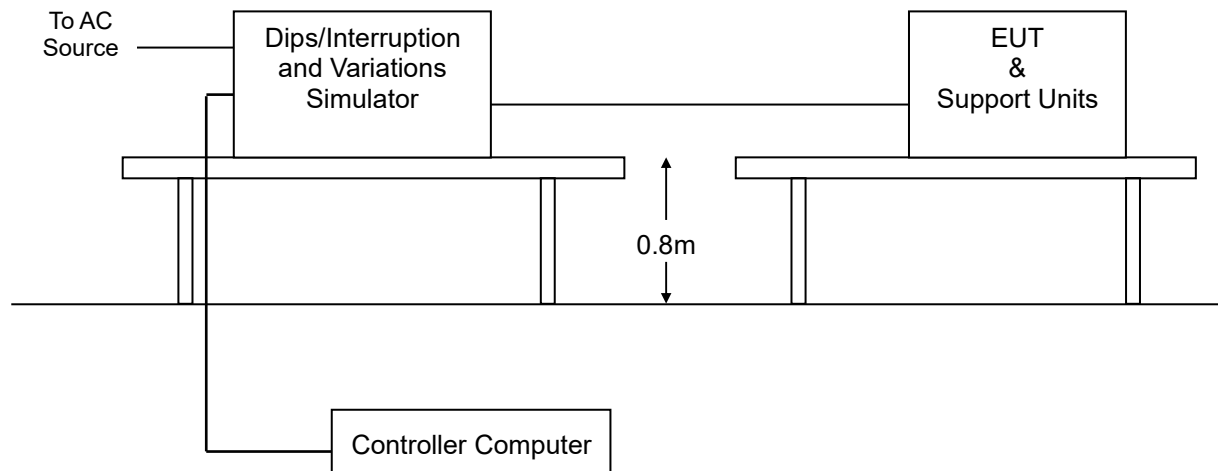 To AC
Source
Dips/Interruption
and Variations
Simulator
EUT
&
Support Units
0.8m
Controller Computer